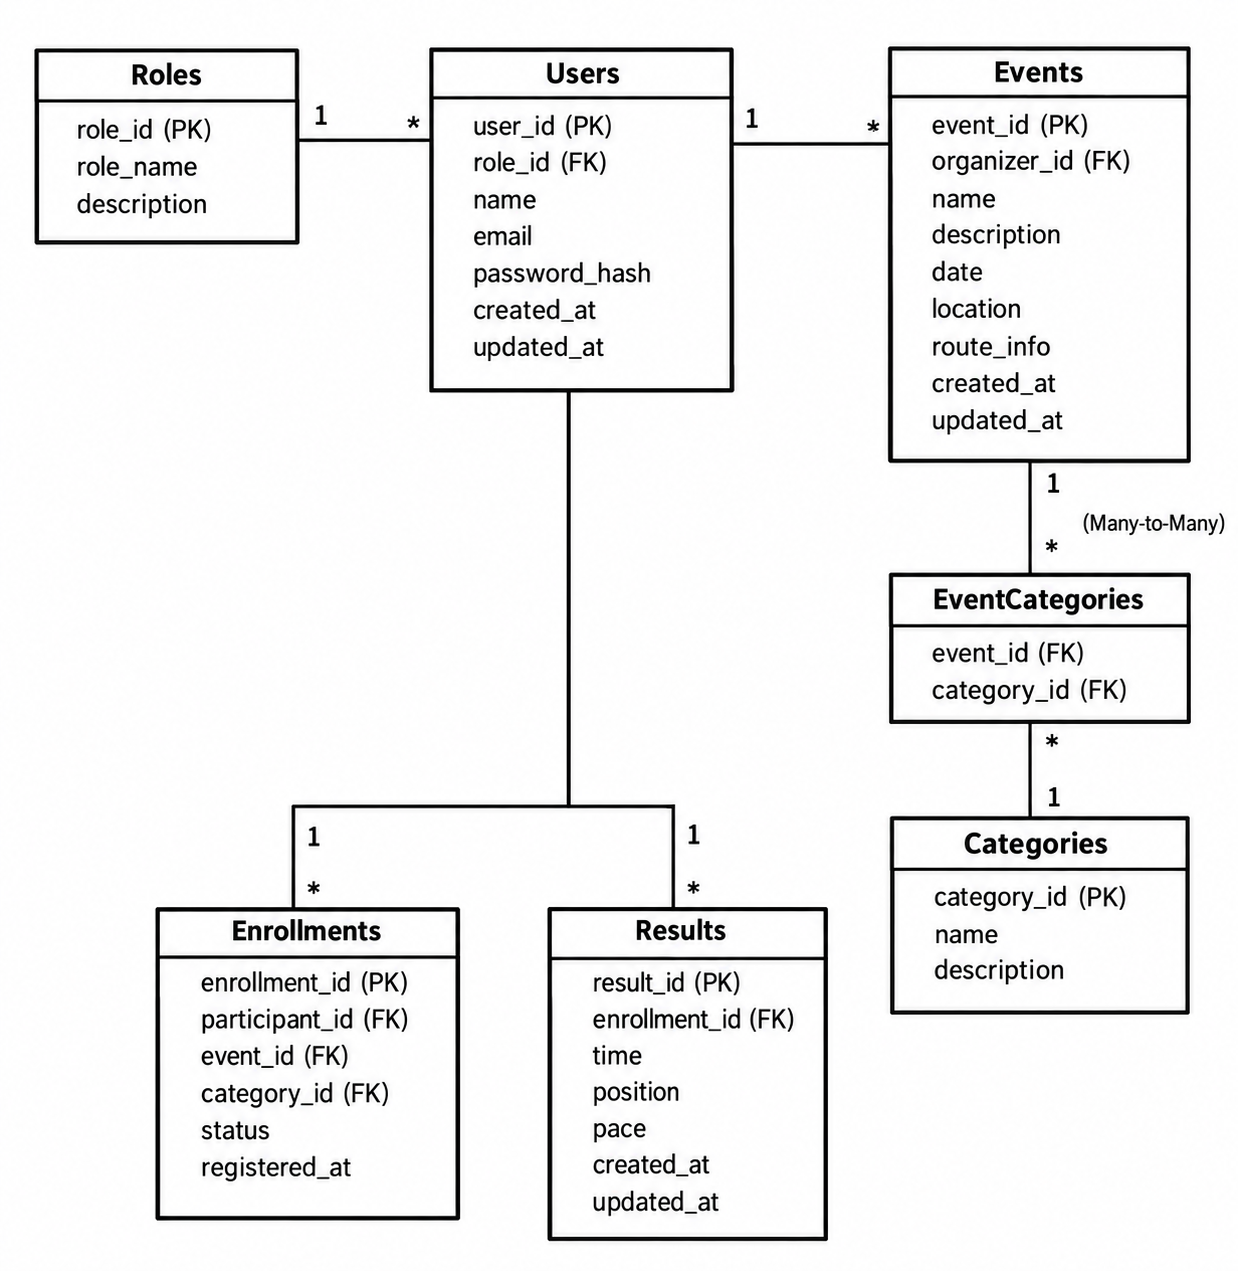 Roles
role_id (PK)
role_name
description
1
*
Users
user_id (PK)
role_id (FK)
name
email
password_hash
created_at
updated_at
1
*
Events
event_id (PK)
organizer_id (FK)
name
description
date
location
route_info
created_at
updated_at
1
(Many-to-Many)
*
EventCategories
event_id (FK)
category_id (FK)
*
1
Categories
category_id (PK)
name
description
1
*
Enrollments
enrollment_id (PK)
participant_id (FK)
event_id (FK)
category_id (FK)
status
registered_at
1
*
Results
result_id (PK)
enrollment_id (FK)
time
position
pace
created_at
updated_at